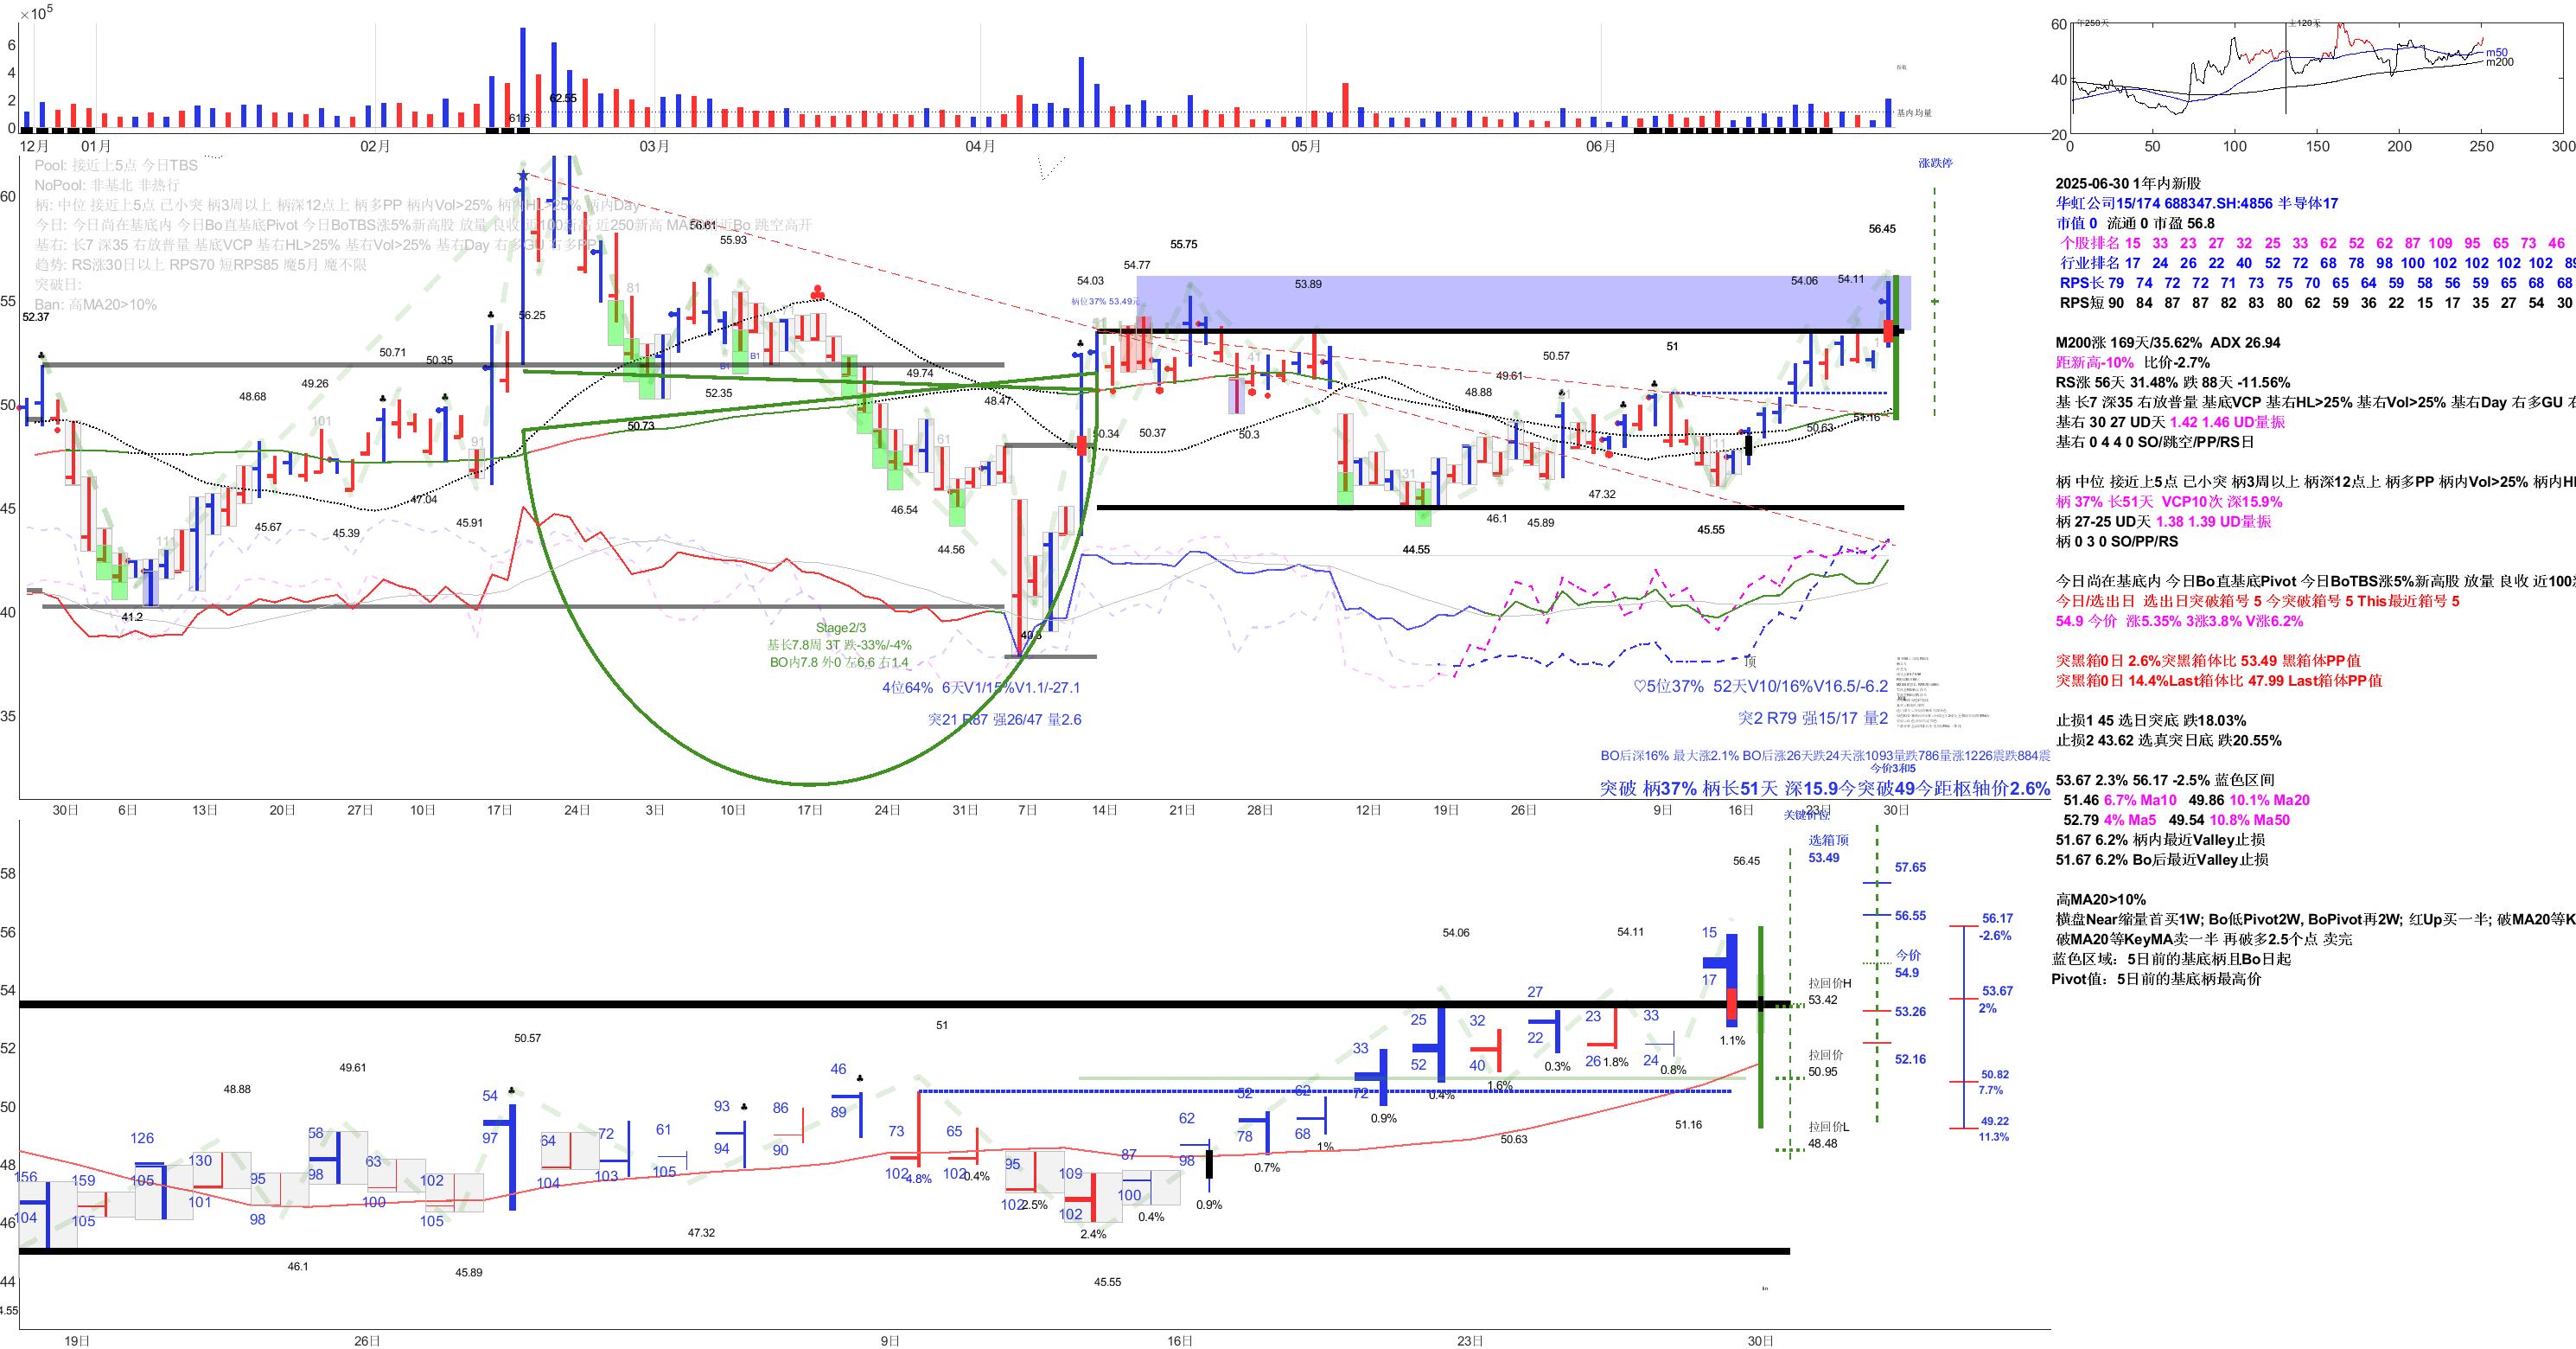 ×10⁵
6
4
2
0
62.55
61.6
基内均量
12月 01月 02月 03月 04月 05月 06月
Pool: 接近上5点 今日TBS
NoPool: 非基北 非热行
柄: 中位 接近上5点 己小突 柄3周以上 柄深12点上 柄多PP 柄内Vol>25% 柄内HL>25% 柄内Day
今日: 今日尚在基底内 今日Bo直基底Pivot 今日BoTBS涨5%新高股 放量 良收 近100新高 近250新高 跳空高开
基右: 长7 深35 右放普量 基底VCP 基右HL>25% 基右Vol>25% 基右Day 右多GU 右多PP
趋势: RS涨30日以上 RPS70 短RPS85 魔5月 魔不限
突破日:
Ban: 高MA20>10%
60
55
50
45
40
35
52.37
41.2
48.68
45.67
49.26
101
45.39
50.71
47.04
50.35
45.91
91
56.25
81
50.73
56.61
55.93
52.35
B1
49.74
46.54
61
44.56
48.47
40.3
54.03
柄位37% 53.49元
50.34
54.77
50.37
55.75
41
50.3
53.89
31
44.55
48.88
49.61
46.1
50.57
45.89
47.32
51
11
45.55
54.06
50.63
54.11
51.16
56.45
涨跌停
Stage2/3
基长7.8周 3T 跌-33%/-4%
BO内7.8 外0 左6.6 右1.4
4位64% 6天V1/15%V1.1/-27.1
突21 R87 强26/47 量2.6
顶
♡5位37% 52天V10/16%V16.5/-6.2
突2 R79 强15/17 量2
BO后深16% 最大涨2.1% BO后涨26天跌24天涨1093量跌786量涨1226震跌884震
今价3和5
突破 柄37% 柄长51天 深15.9今突破49今距枢轴价2.6%
30日 6日 13日 20日 27日 10日 17日 24日 3日 10日 17日 24日 31日 7日 14日 21日 28日 12日 19日 26日 9日 16日 23日 30日
关键价位
58
56
54
52
50
48
46
44
4.55
156
104
159
105
126
105
130
101
48.88
95
98
46.1
58
98
49.61
63
100
102
105
45.89
54
97
50.57
64
104
72
103
61
105
47.32
93
94
86
90
46
89
73
102
4.8%
51
65
102
0.4%
95
102
2.5%
109
102
2.4%
45.55
87
100
0.4%
62
98
0.9%
52
78
0.7%
62
68
1%
33
72
0.9%
25
52
0.4%
54.06
32
40
1.6%
50.63
27
22
0.3%
23
26
1.8%
54.11
33
24
0.8%
51.16
15
17
1.1%
56.45
选箱顶
53.49
拉回价H
53.42
拉回价
50.95
拉回价L
48.48
57.65
56.55
今价
54.9
53.26
52.16
56.17
-2.6%
53.67
2%
50.82
7.7%
49.22
11.3%
19日 26日 9日 16日 23日 30日
60
40
20
m50
m200
0 50 100 150 200 250 300
2025-06-30 1年内新股
华虹公司15/174 688347.SH:4856 半导体17
市值 0 流通 0 市盈 56.8
个股排名 15 33 23 27 32 25 33 62 52 62 87 109 95 65 73 46
行业排名 17 24 26 22 40 52 72 68 78 98 100 102 102 102 102 89
RPS长 79 74 72 72 71 73 75 70 65 64 58 56 59 65 68 68
RPS短 90 84 87 87 82 83 80 62 59 36 22 15 17 35 27 54 30
M200涨 169天/35.62% ADX 26.94
距新高-10% 比价-2.7%
RS涨 56天 31.48% 跌 88天 -11.56%
基 长7 深35 右放普量 基底VCP 基右HL>25% 基右Vol>25% 基右Day 右多GU
基右 30 27 UD天 1.42 1.46 UD量振
基右 0 4 4 0 SO/跳空/PP/RS日
柄 中位 接近上5点 己小突 柄3周以上 柄深12点上 柄多PP 柄内Vol>25%
柄 37% 长51天 VCP10次 深15.9%
柄 27-25 UD天 1.38 1.39 UD量振
柄 0 3 0 SO/PP/RS
今日尚在基底内 今日Bo直基底Pivot 今日BoTBS涨5%新高股 放量 良收 近100
今日/选出日 选出日突破箱号 5 今突破箱号 5 This最近箱号 5
54.9 今价 涨5.35% 3涨3.8% V涨6.2%
突黑箱0日 2.6%突黑箱体比 53.49 黑箱体PP值
突黑箱0日 14.4%Last箱体比 47.99 Last箱体PP值
止损1 45 选日突底 跌18.03%
止损2 43.62 选真突日底 跌20.55%
53.67 2.3% 56.17 -2.5% 蓝色区间
51.46 6.7% Ma10 49.86 10.1% Ma20
52.79 4% Ma5 49.54 10.8% Ma50
51.67 6.2% 柄内最近Valley止损
51.67 6.2% Bo后最近Valley止损
高MA20>10%
横盘Near缩量首买1W; Bo低Pivot2W, BoPivot再2W; 红Up买一半; 破MA20等K
破MA20等KeyMA卖一半 再破多2.5个点 卖完
蓝色区域： 5日前的基底柄且Bo日起
Pivot值： 5日前的基底柄最高价